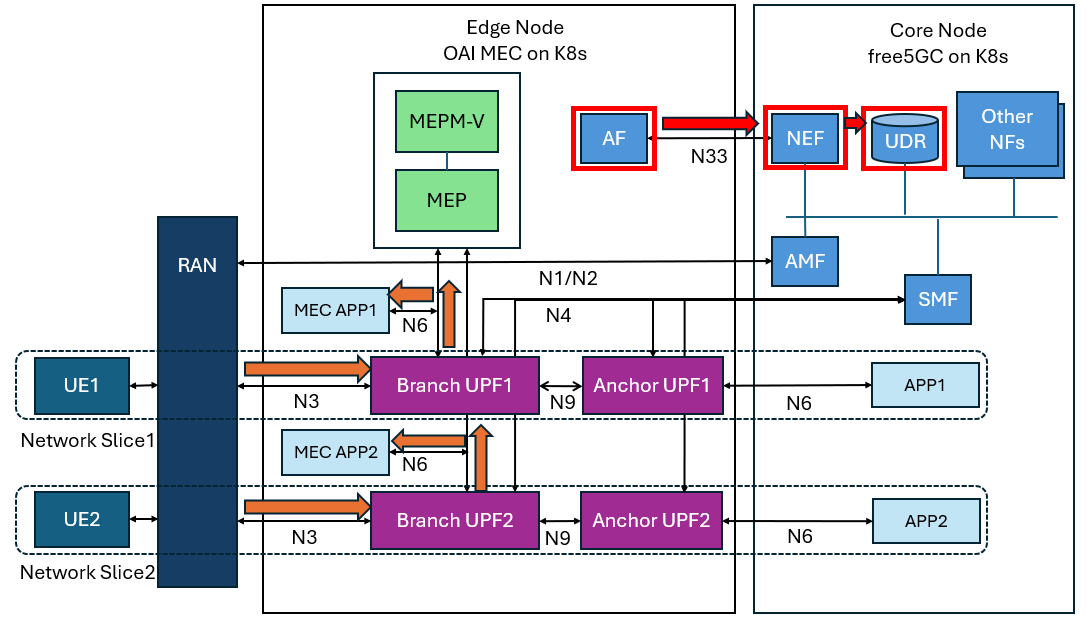 Edge Node
OAI MEC on K8s
Core Node
free5GC on K8s
MEPM-V
MEP
AF
N33
NEF
UDR
Other
NFs
RAN
N1/N2
AMF
SMF
MEC APP1
N6
N4
UE1
N3
Branch UPF1
N9
Anchor UPF1
N6
APP1
Network Slice1
MEC APP2
N6
UE2
N3
Branch UPF2
N9
Anchor UPF2
N6
APP2
Network Slice2